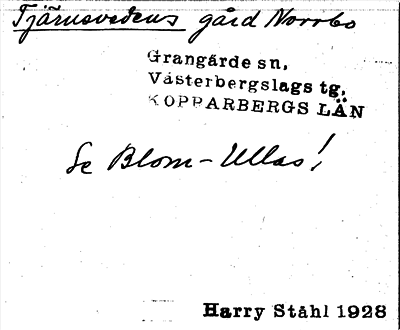 Tjärnsvedens gård Norrbo
Grangärde sn,
Västerbergslags tg,
KOPPARBERGS LÄN
Se Blom-Ullas!
Harry Ståhl 1928